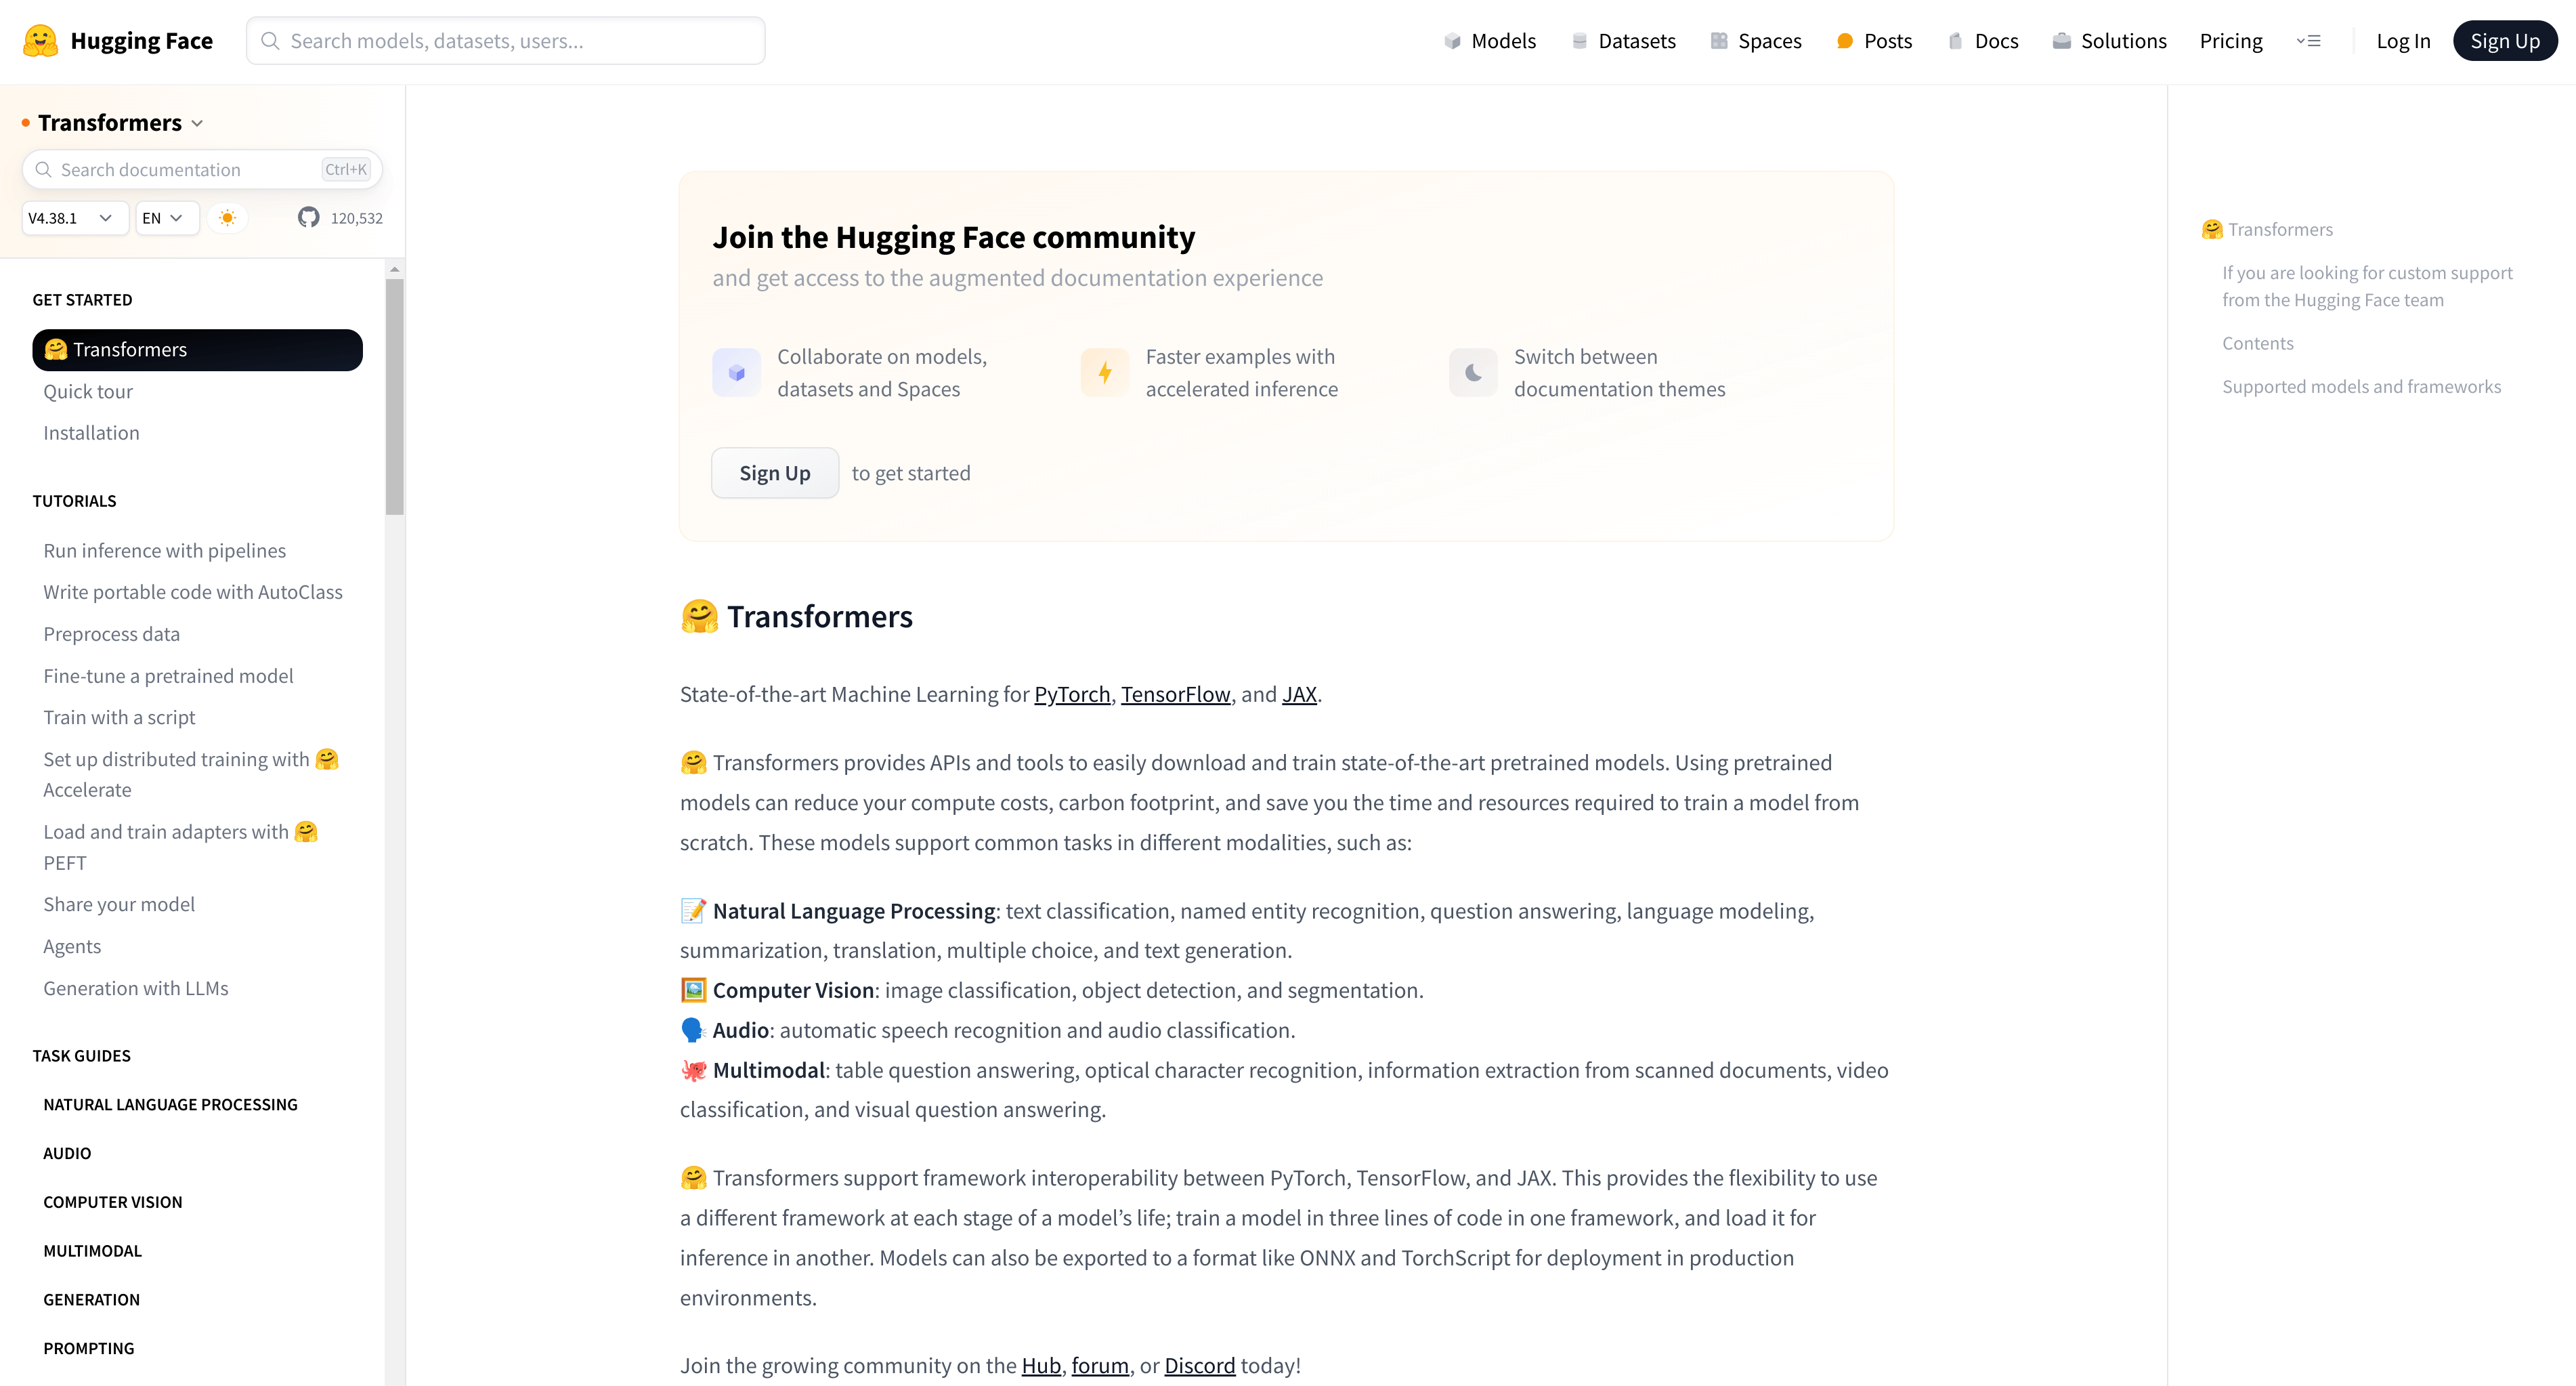 Hugging Face
Search models, datasets, users...
Models
Datasets
Spaces
Posts
Docs
Solutions
Pricing
Log In
Sign Up
Transformers
Search documentation
Ctrl+K
V4.38.1
EN
120,532
GET STARTED
🤗 Transformers
Quick tour
Installation
TUTORIALS
Run inference with pipelines
Write portable code with AutoClass
Preprocess data
Fine-tune a pretrained model
Train with a script
Set up distributed training with 🤗
Accelerate
Load and train adapters with 🤗
PEFT
Share your model
Agents
Generation with LLMs
TASK GUIDES
NATURAL LANGUAGE PROCESSING
AUDIO
COMPUTER VISION
MULTIMODAL
GENERATION
PROMPTING
Join the Hugging Face community
and get access to the augmented documentation experience
Collaborate on models,
datasets and Spaces
Faster examples with
accelerated inference
Switch between
documentation themes
Sign Up
to get started
🤗 Transformers
State-of-the-art Machine Learning for PyTorch, TensorFlow, and JAX.
🤗 Transformers provides APIs and tools to easily download and train state-of-the-art pretrained models. Using pretrained
models can reduce your compute costs, carbon footprint, and save you the time and resources required to train a model from
scratch. These models support common tasks in different modalities, such as:
📝 Natural Language Processing: text classification, named entity recognition, question answering, language modeling,
summarization, translation, multiple choice, and text generation.
🖼️ Computer Vision: image classification, object detection, and segmentation.
🗣️ Audio: automatic speech recognition and audio classification.
🐙 Multimodal: table question answering, optical character recognition, information extraction from scanned documents, video
classification, and visual question answering.
🤗 Transformers support framework interoperability between PyTorch, TensorFlow, and JAX. This provides the flexibility to use
a different framework at each stage of a model’s life; train a model in three lines of code in one framework, and load it for
inference in another. Models can also be exported to a format like ONNX and TorchScript for deployment in production
environments.
Join the growing community on the Hub, forum, or Discord today!
🤗 Transformers
If you are looking for custom support
from the Hugging Face team
Contents
Supported models and frameworks